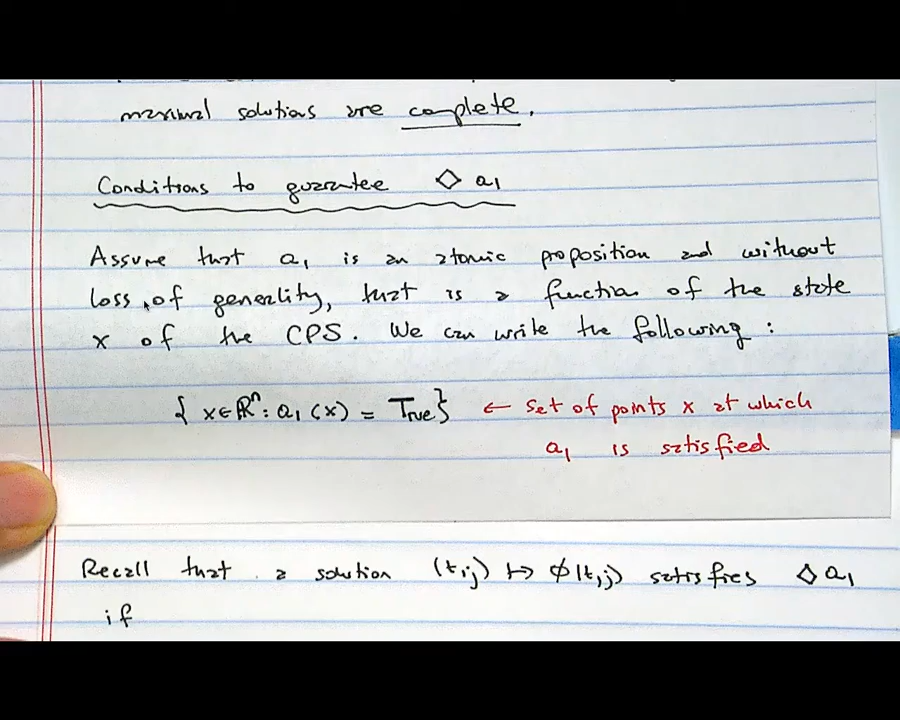 maximal solutions are complete.
Conditions to guarantee ◇ a₁
Assume that a₁ is an atomic proposition and without
loss of generality, that is a function of the state
x of the CPS. We can write the following :
{ x ∈ ℝⁿ : a₁(x) = True} ← set of points x at which
a₁ is satisfied
Recall that a solution (t,j) ↦ ϕ(t,j) satisfies ◇ a₁
if